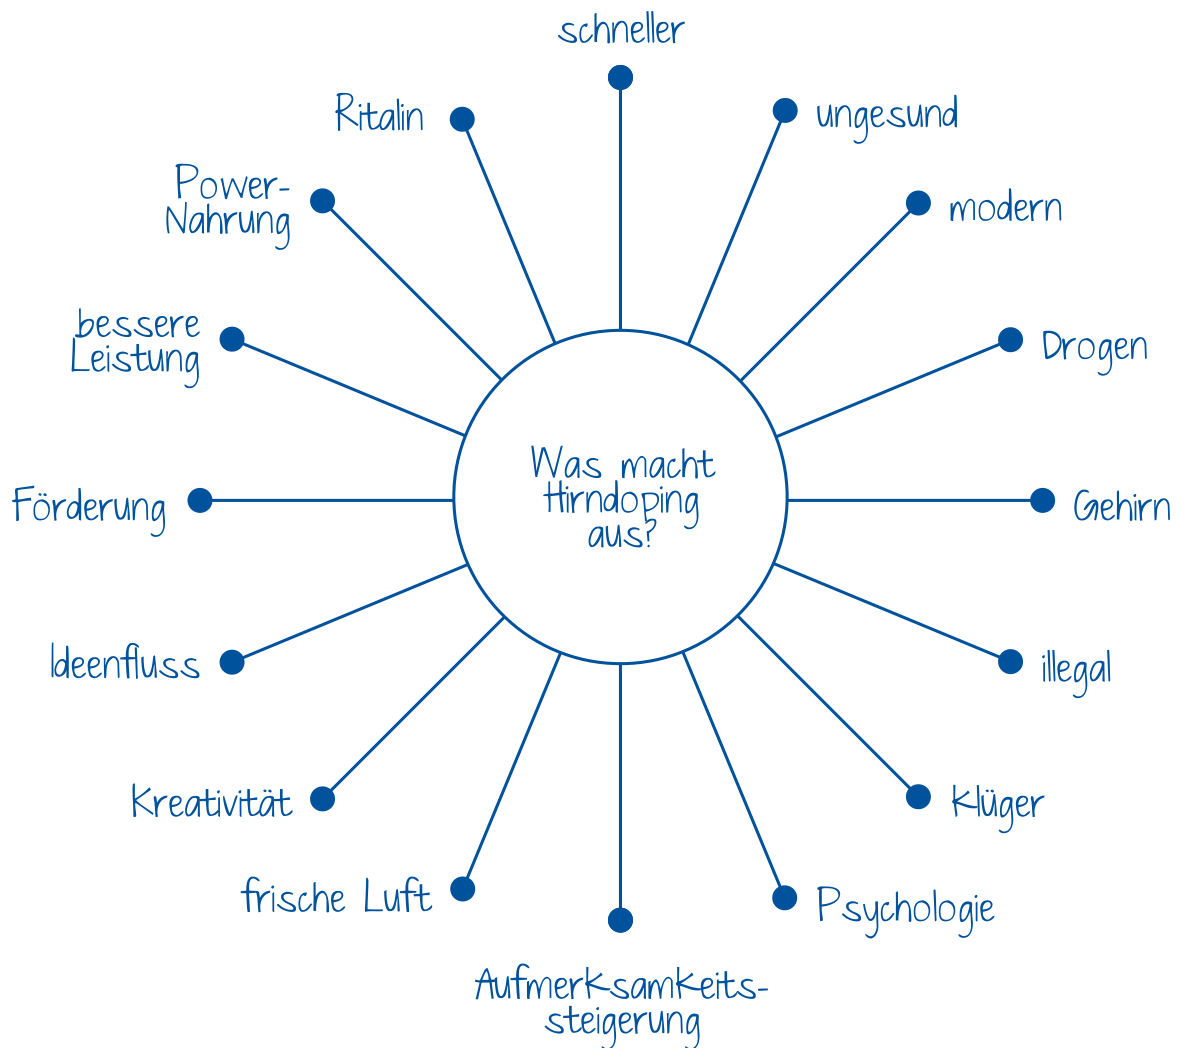 schneller
Ritalin
ungesund
Power-
Nahrung
modern
bessere
Leistung
Drogen
Was macht
Hirndoping
aus?
Förderung
Gehirn
Ideenfluss
illegal
Kreativität
Klüger
frische Luft
Psychologie
Aufmerksamkeits-
steigerung